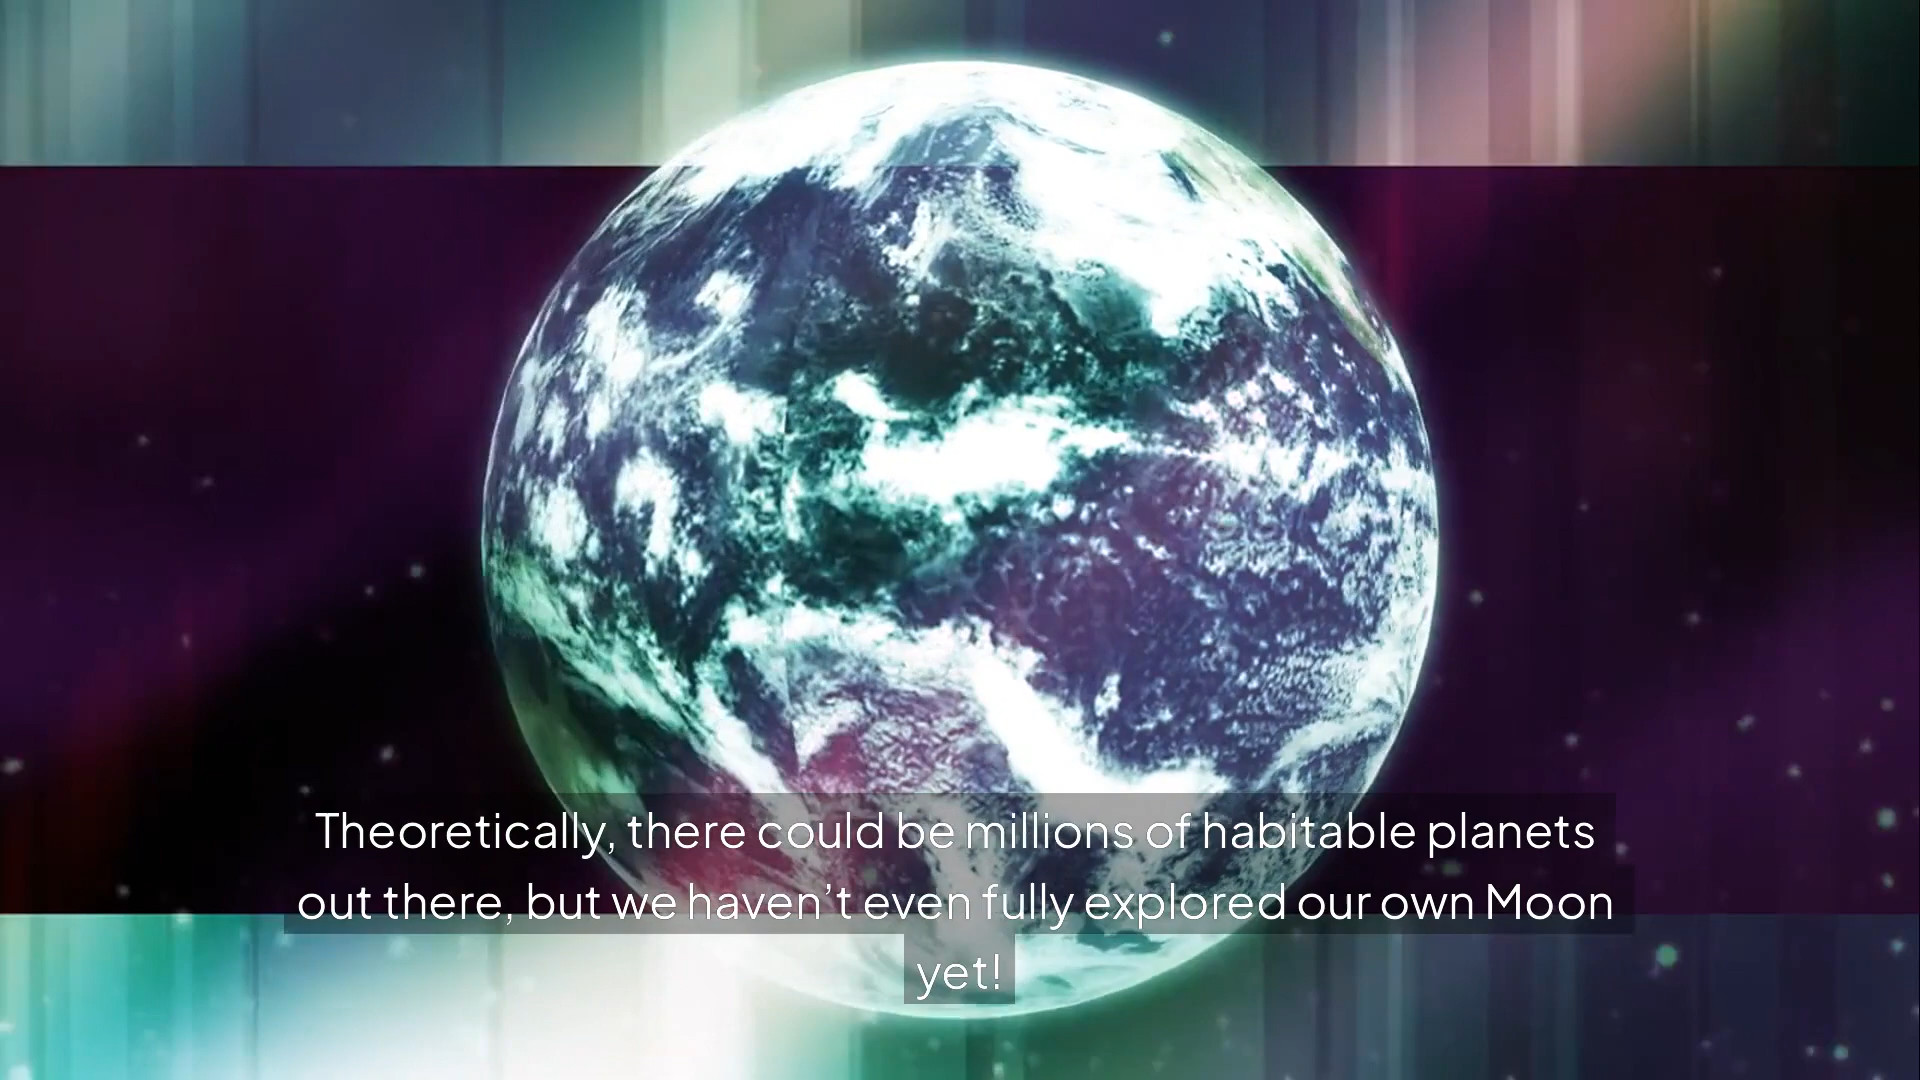 Theoretically, there could be millions of habitable planets
out there, but we haven’t even fully explored our own Moon
yet!